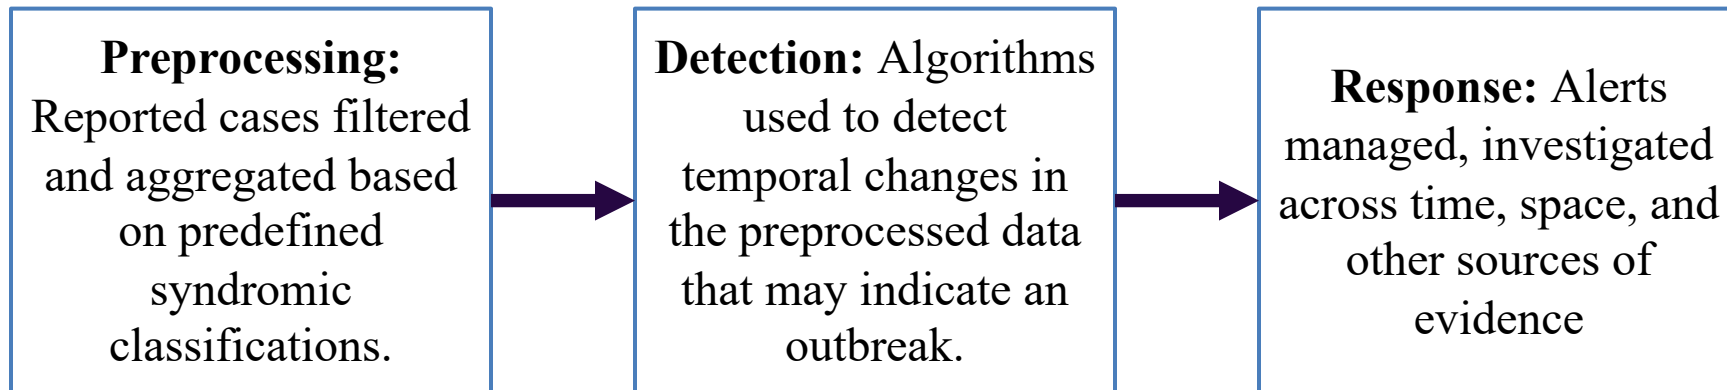 Preprocessing:
Reported cases filtered
and aggregated based
on predefined
syndromic
classifications.
Detection: Algorithms
used to detect
temporal changes in
the preprocessed data
that may indicate an
outbreak.
Response: Alerts
managed, investigated
across time, space, and
other sources of
evidence